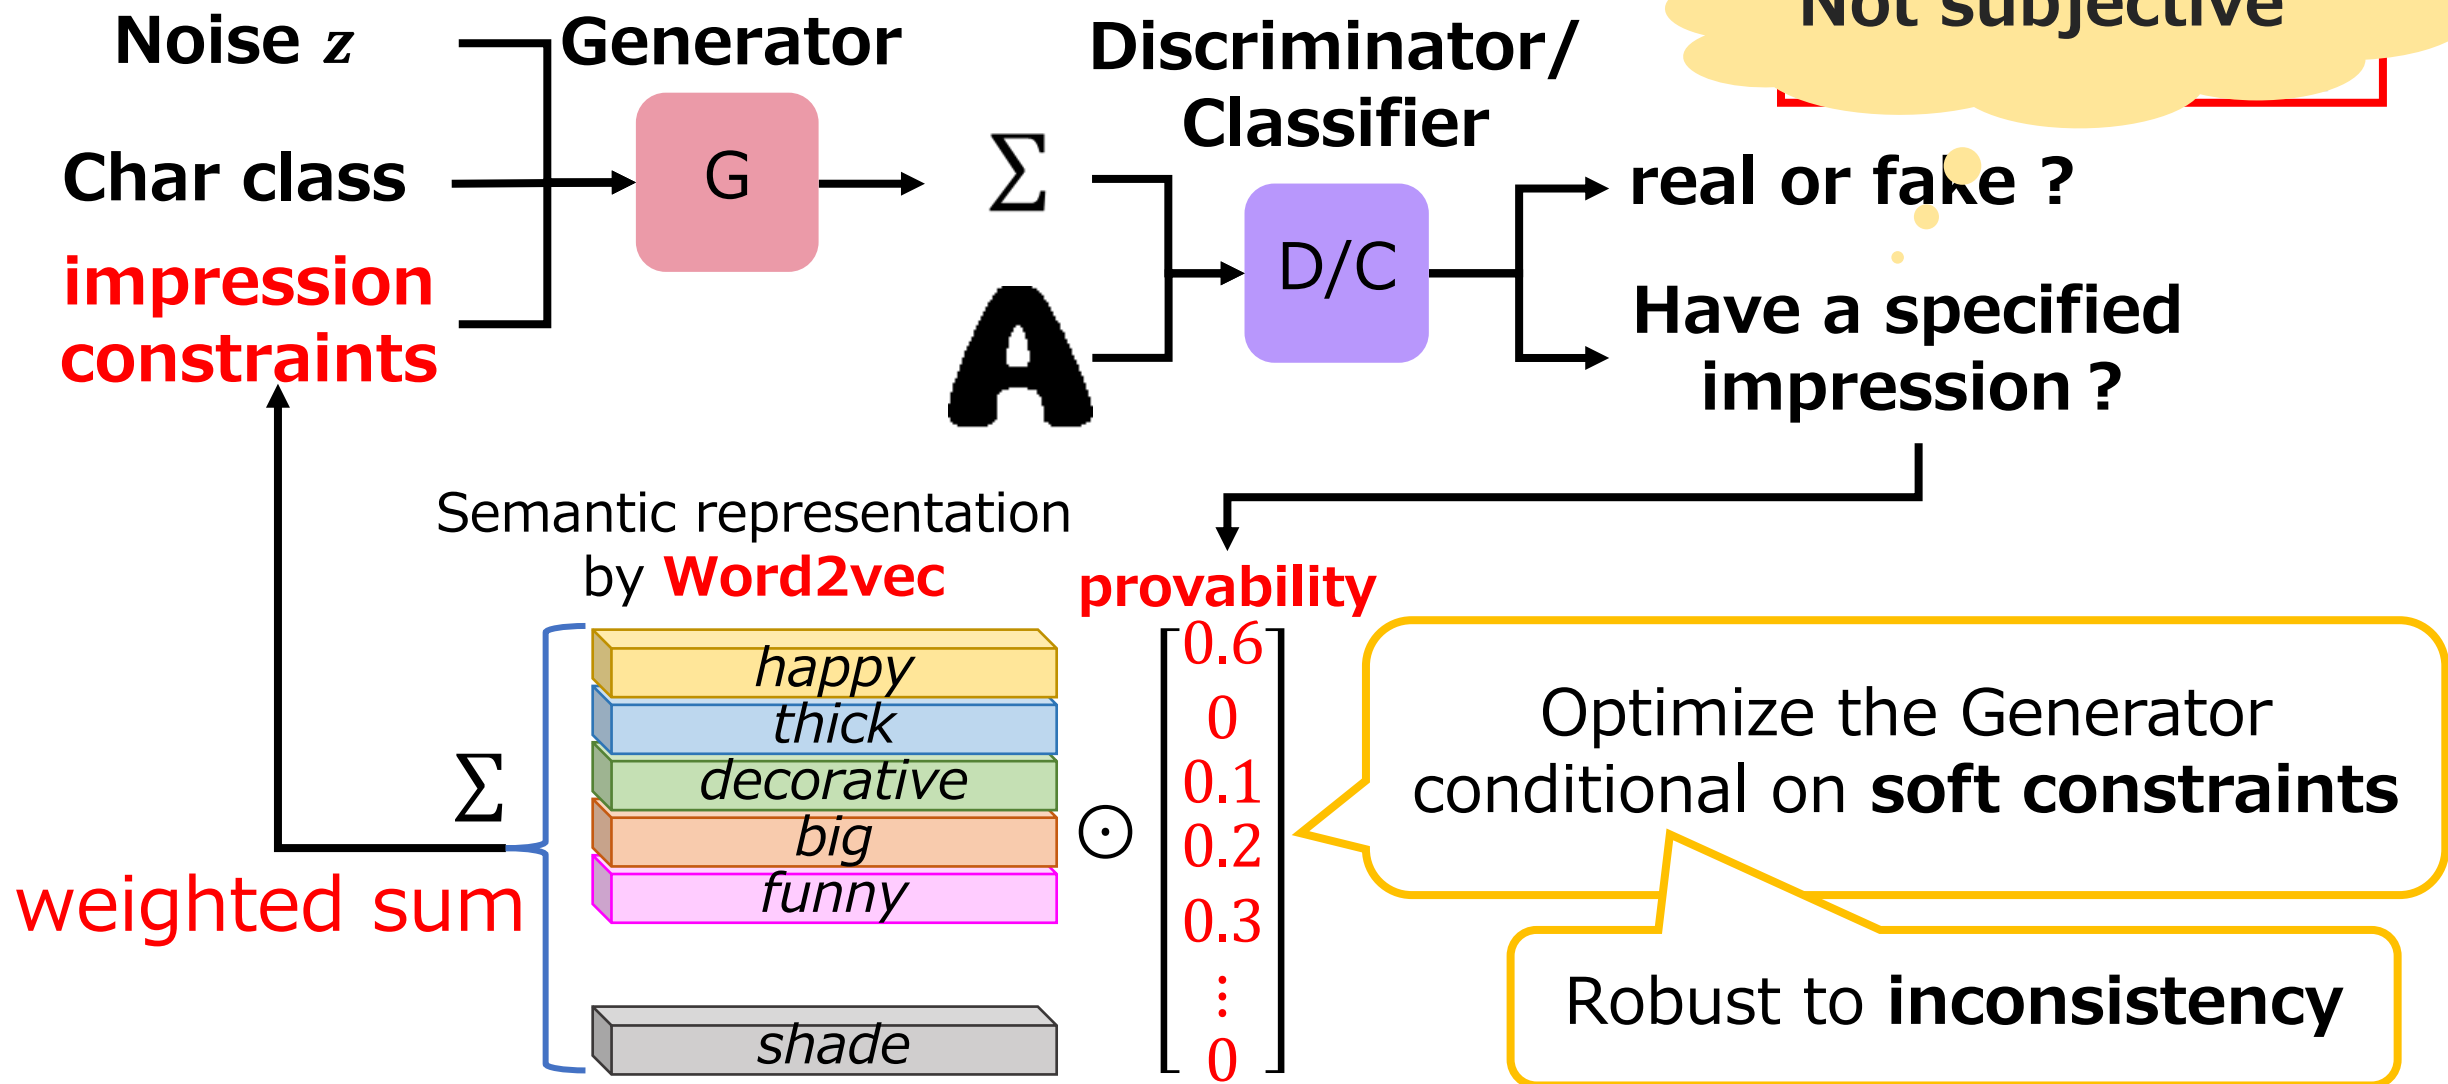 Not subjective
Noise z
Generator
Discriminator/
Classifier
Char class
G
Σ
real or fake ?
impression
constraints
A
D/C
Have a specified
impression ?
Semantic representation
by Word2vec
provability
happy
thick
decorative
big
funny
shade
Σ
weighted sum
⊙
0.6
0
0.1
0.2
0.3
⋮
0
Optimize the Generator
conditional on soft constraints
Robust to inconsistency